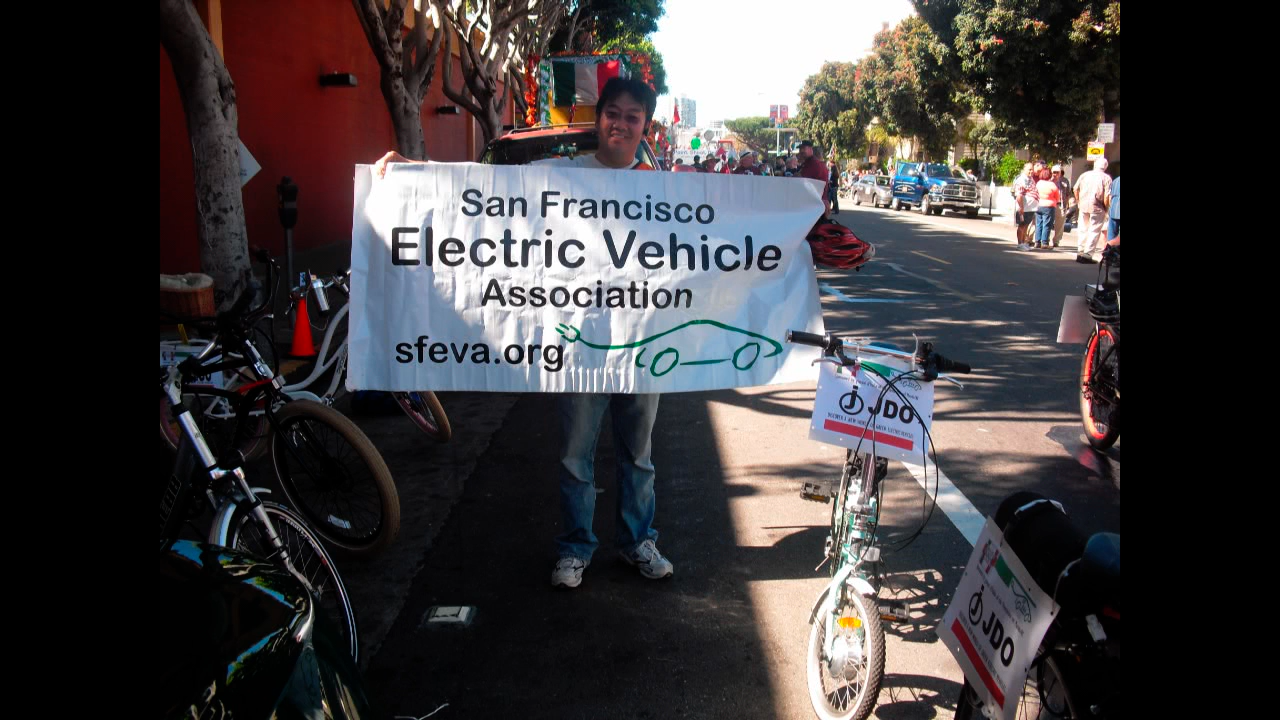 San Francisco
Electric Vehicle
Association
sfeva.org
JDO
JDO